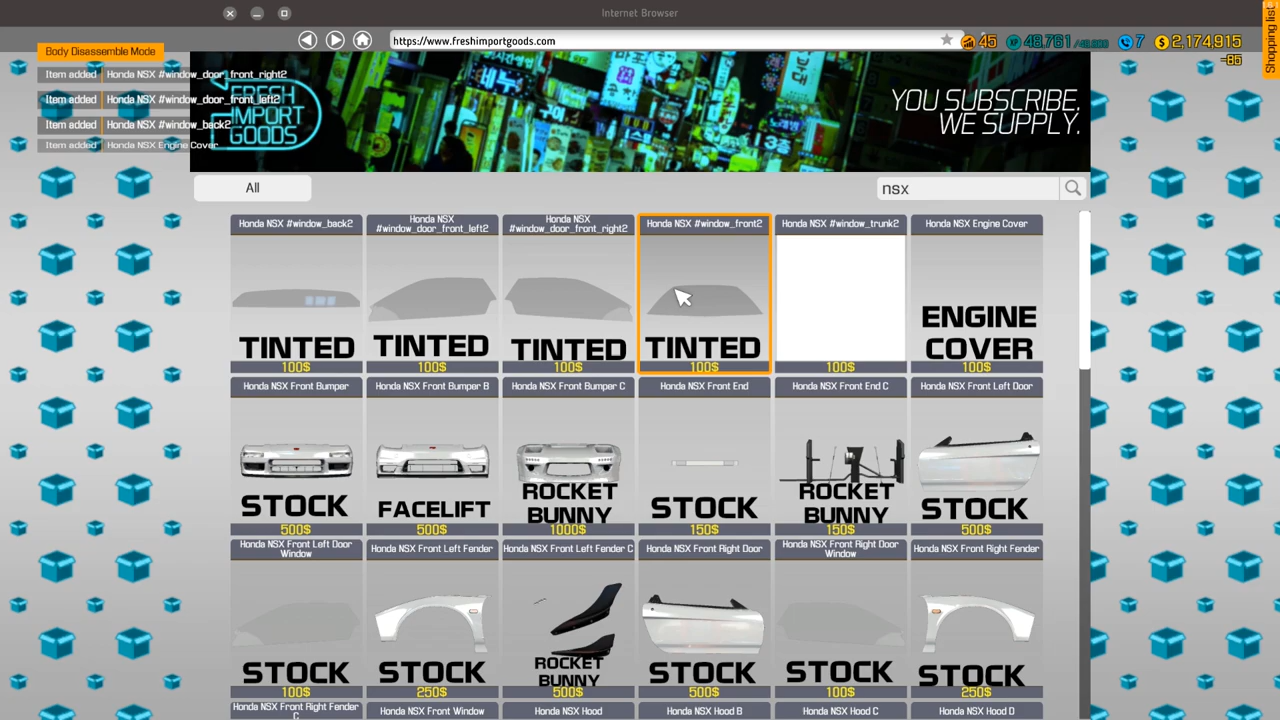 Internet Browser
https://www.freshimportgoods.com
45
XP 48,761
7
$ 2,174,915
-85
Shopping list
Body Disassemble Mode
Item added Honda NSX #window_door_front_right2
Item added Honda NSX #window_door_front_left2
Item added Honda NSX #window_back2
Item added Honda NSX Engine Cover
FRESH
IMPORT
GOODS
YOU SUBSCRIBE.
WE SUPPLY.
All
nsx
Honda NSX #window_back2
TINTED
100$
Honda NSX
#window_door_front_left2
TINTED
100$
Honda NSX
#window_door_front_right2
TINTED
100$
Honda NSX #window_front2
TINTED
100$
Honda NSX #window_trunk2
100$
Honda NSX Engine Cover
ENGINE
COVER
100$
Honda NSX Front Bumper
STOCK
500$
Honda NSX Front Bumper B
FACELIFT
500$
Honda NSX Front Bumper C
ROCKET
BUNNY
1000$
Honda NSX Front End
STOCK
150$
Honda NSX Front End C
ROCKET
BUNNY
150$
Honda NSX Front Left Door
STOCK
500$
Honda NSX Front Left Door
Window
STOCK
100$
Honda NSX Front Left Fender
STOCK
250$
Honda NSX Front Left Fender C
ROCKET
BUNNY
500$
Honda NSX Front Right Door
STOCK
500$
Honda NSX Front Right Door
Window
STOCK
100$
Honda NSX Front Right Fender
STOCK
250$
Honda NSX Front Right Fender
C
Honda NSX Front Window
Honda NSX Hood
Honda NSX Hood B
Honda NSX Hood C
Honda NSX Hood D